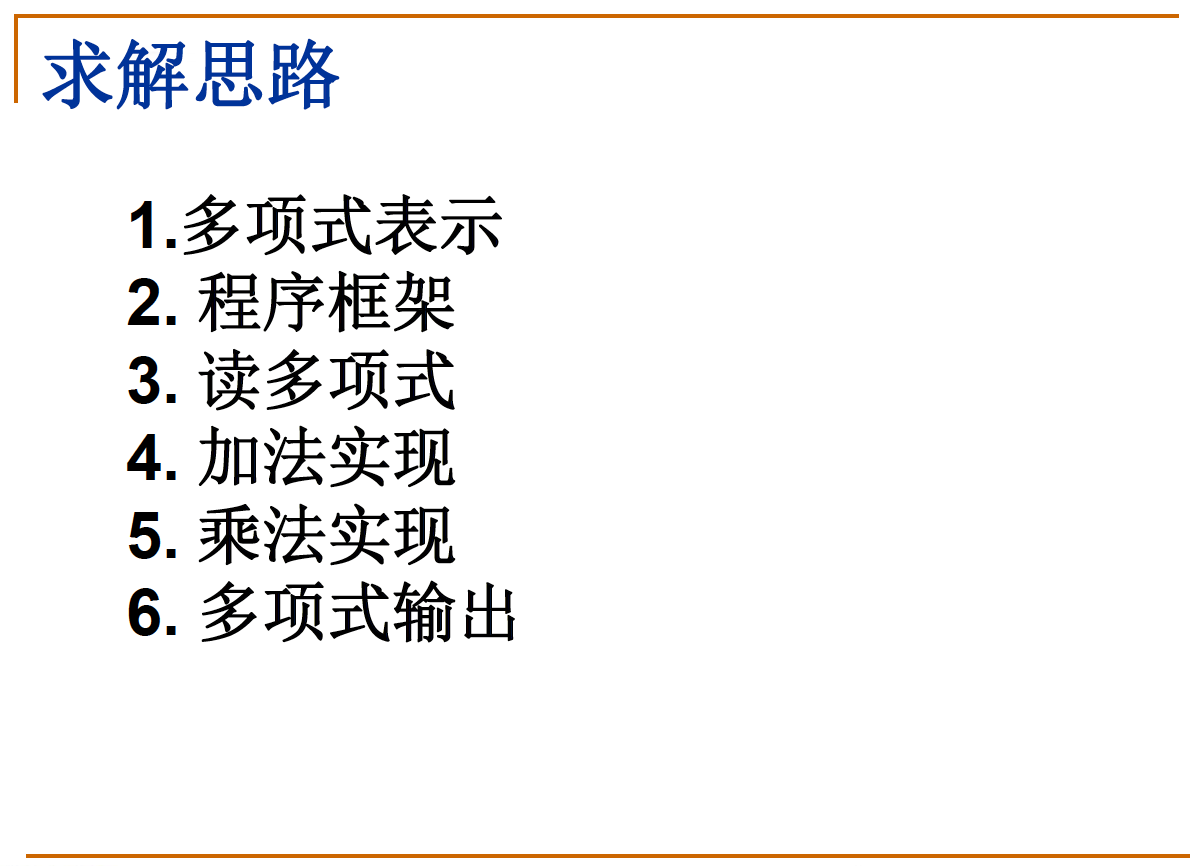 求解思路
1.多项式表示
2. 程序框架
3. 读多项式
4. 加法实现
5. 乘法实现
6. 多项式输出